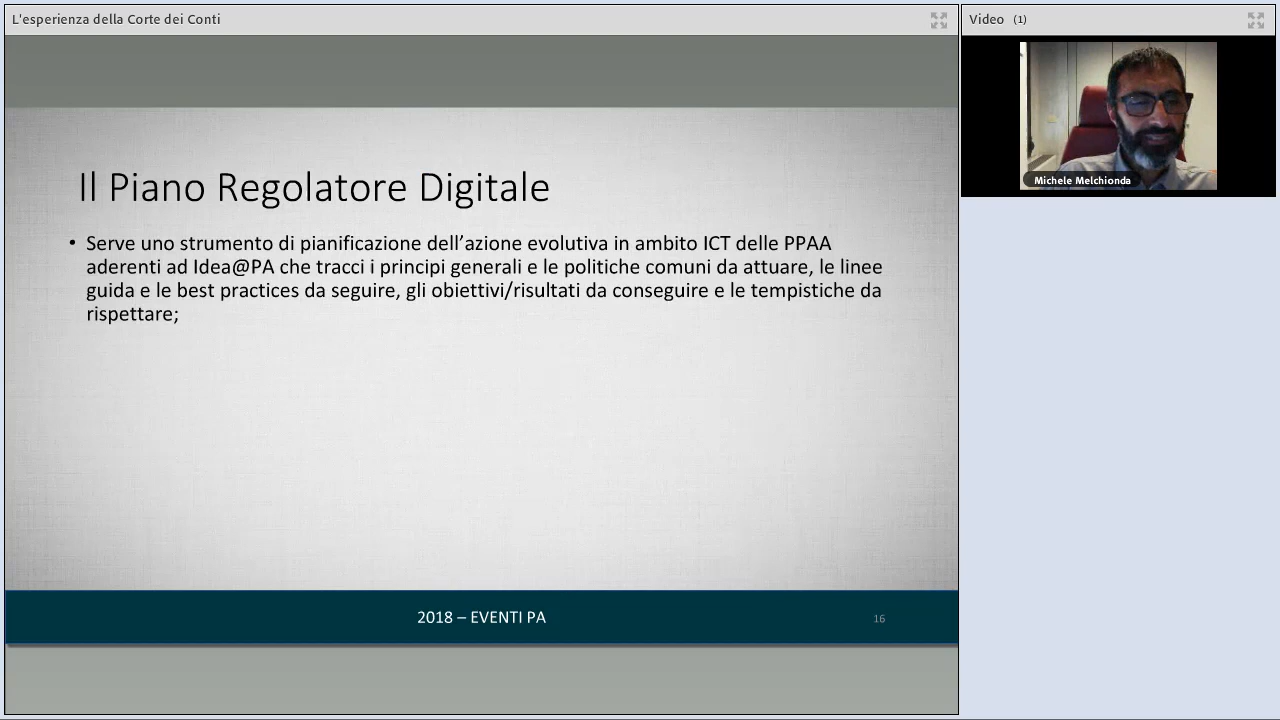 L'esperienza della Corte dei Conti
Video (1)
Michele Melchionda
Il Piano Regolatore Digitale
• Serve uno strumento di pianificazione dell’azione evolutiva in ambito ICT delle PPAA
aderenti ad Idea@PA che tracci i principi generali e le politiche comuni da attuare, le linee
guida e le best practices da seguire, gli obiettivi/risultati da conseguire e le tempistiche da
rispettare;
2018 – EVENTI PA
16